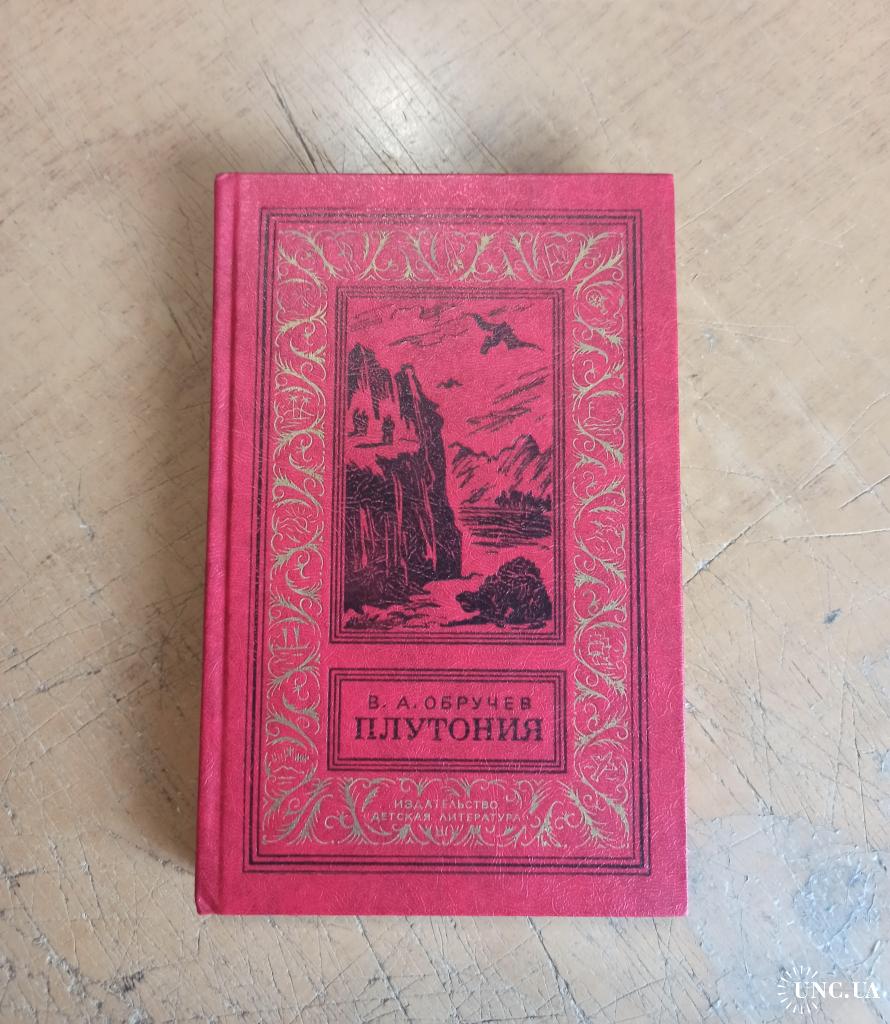 В. А. ОБРУЧЕВ
ПЛУТОНИЯ
ИЗДАТЕЛЬСТВО
"ДЕТСКАЯ ЛИТЕРАТУРА"
UNC.UA